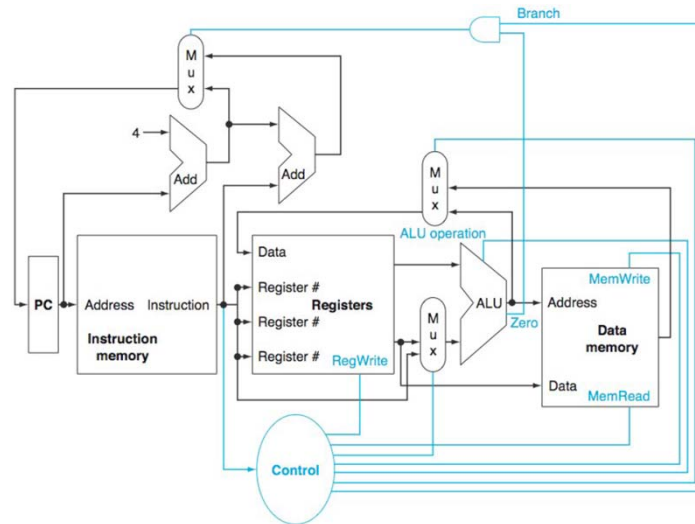 Branch
M
u
x
4
Add
Add
M
u
x
ALU operation
Data
PC
Address
Instruction
Instruction
memory
Register #
Register #
Register #
Registers
RegWrite
M
u
x
ALU
Zero
MemWrite
Address
Data
memory
Data
MemRead
Control